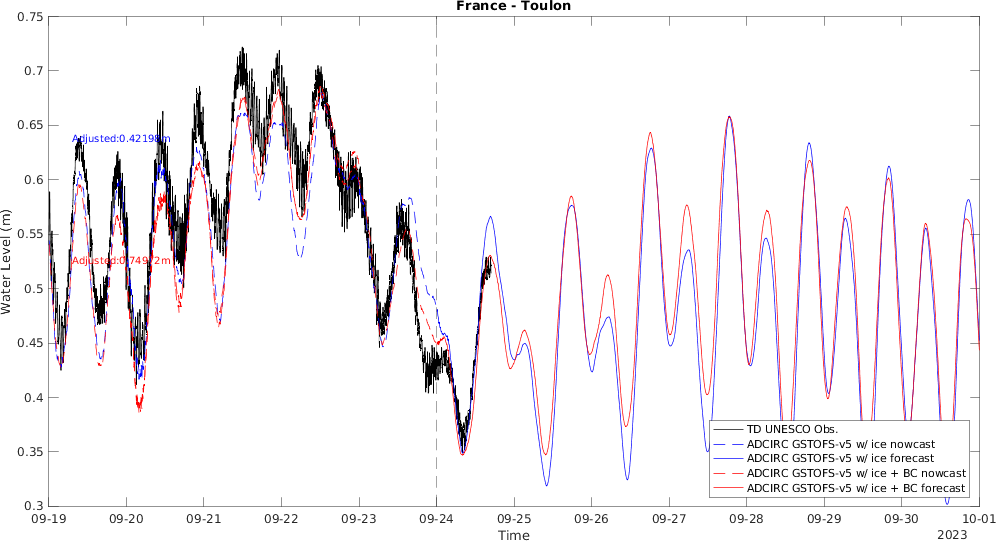 France - Toulon
0.75
0.7
0.65
0.6
0.55
0.5
0.45
0.4
0.35
0.3
Water Level (m)
Adjusted:0.42198m
TD UNESCO Obs.
ADCIRC GSTOFS-v5 w/ ice nowcast
ADCIRC GSTOFS-v5 w/ ice forecast
ADCIRC GSTOFS-v5 w/ ice + BC nowcast
ADCIRC GSTOFS-v5 w/ ice + BC forecast
09-19 09-20 09-21 09-22 09-23 09-24 09-25 09-26 09-27 09-28 09-29 09-30 10-01
Time
2023